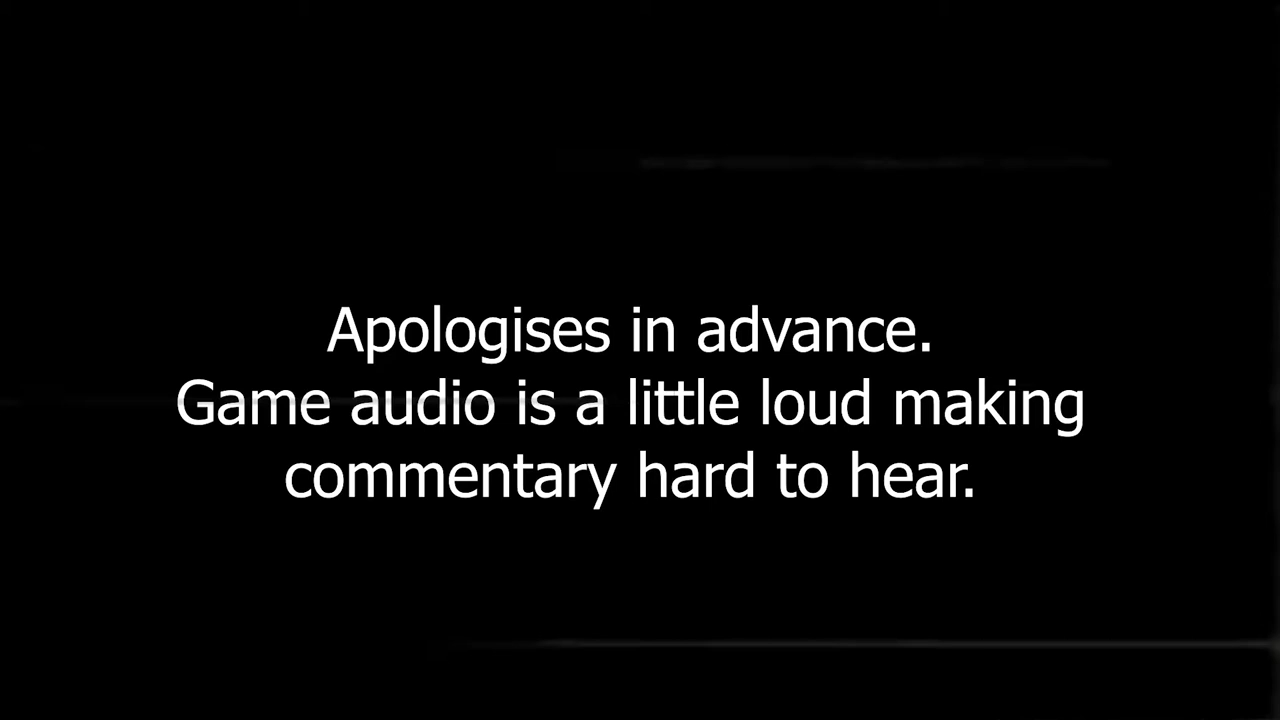 Apologises in advance.
Game audio is a little loud making
commentary hard to hear.